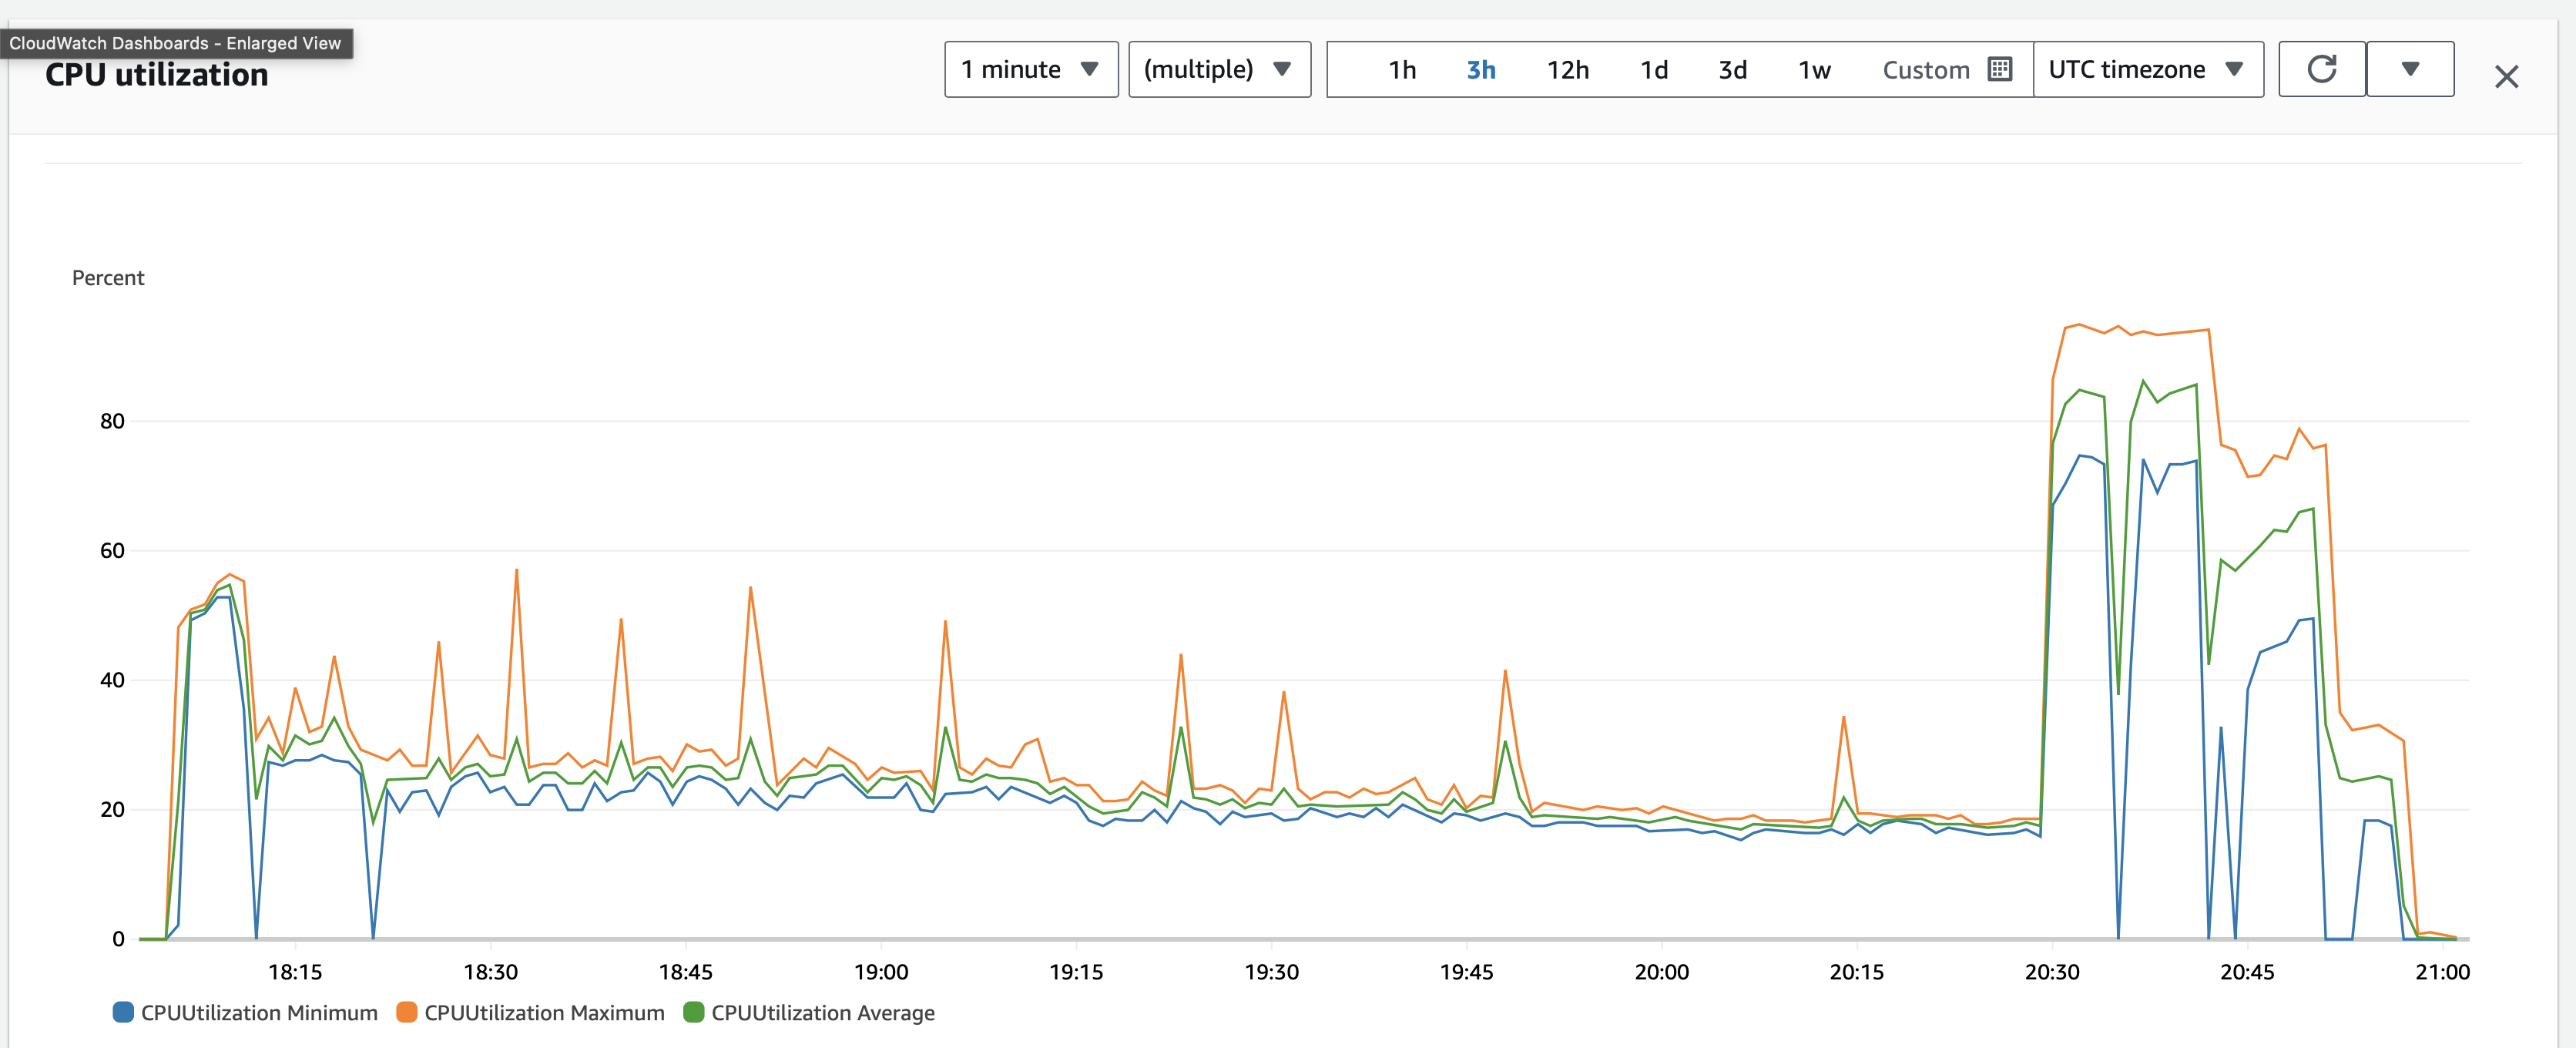 CloudWatch Dashboards - Enlarged View
CPU utilization
1 minute (multiple) 1h 3h 12h 1d 3d 1w Custom UTC timezone
Percent
80
60
40
20
0
18:15 18:30 18:45 19:00 19:15 19:30 19:45 20:00 20:15 20:30 20:45 21:00
CPUUtilization Minimum CPUUtilization Maximum CPUUtilization Average